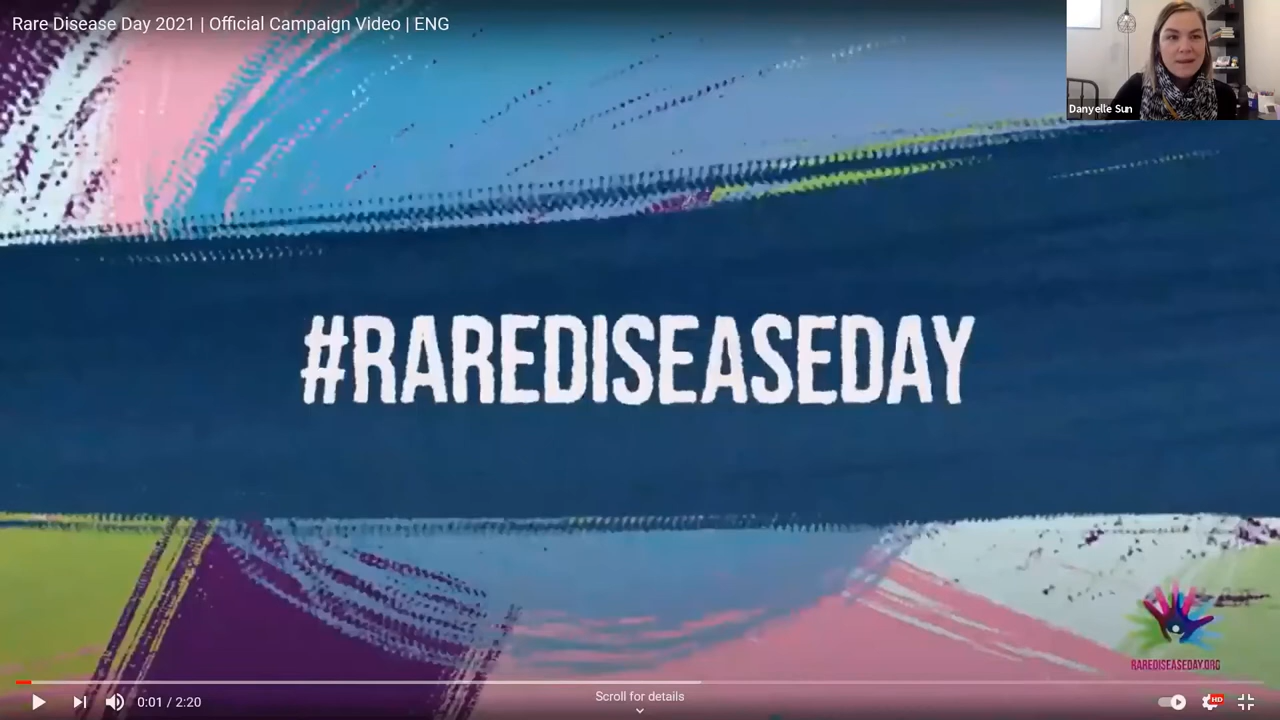 Rare Disease Day 2021 | Official Campaign Video | ENG
Danyelle Sun
#RAREDISEASEDAY
RAREDISEASEDAY.ORG
Scroll for details
0:01 / 2:20
HD